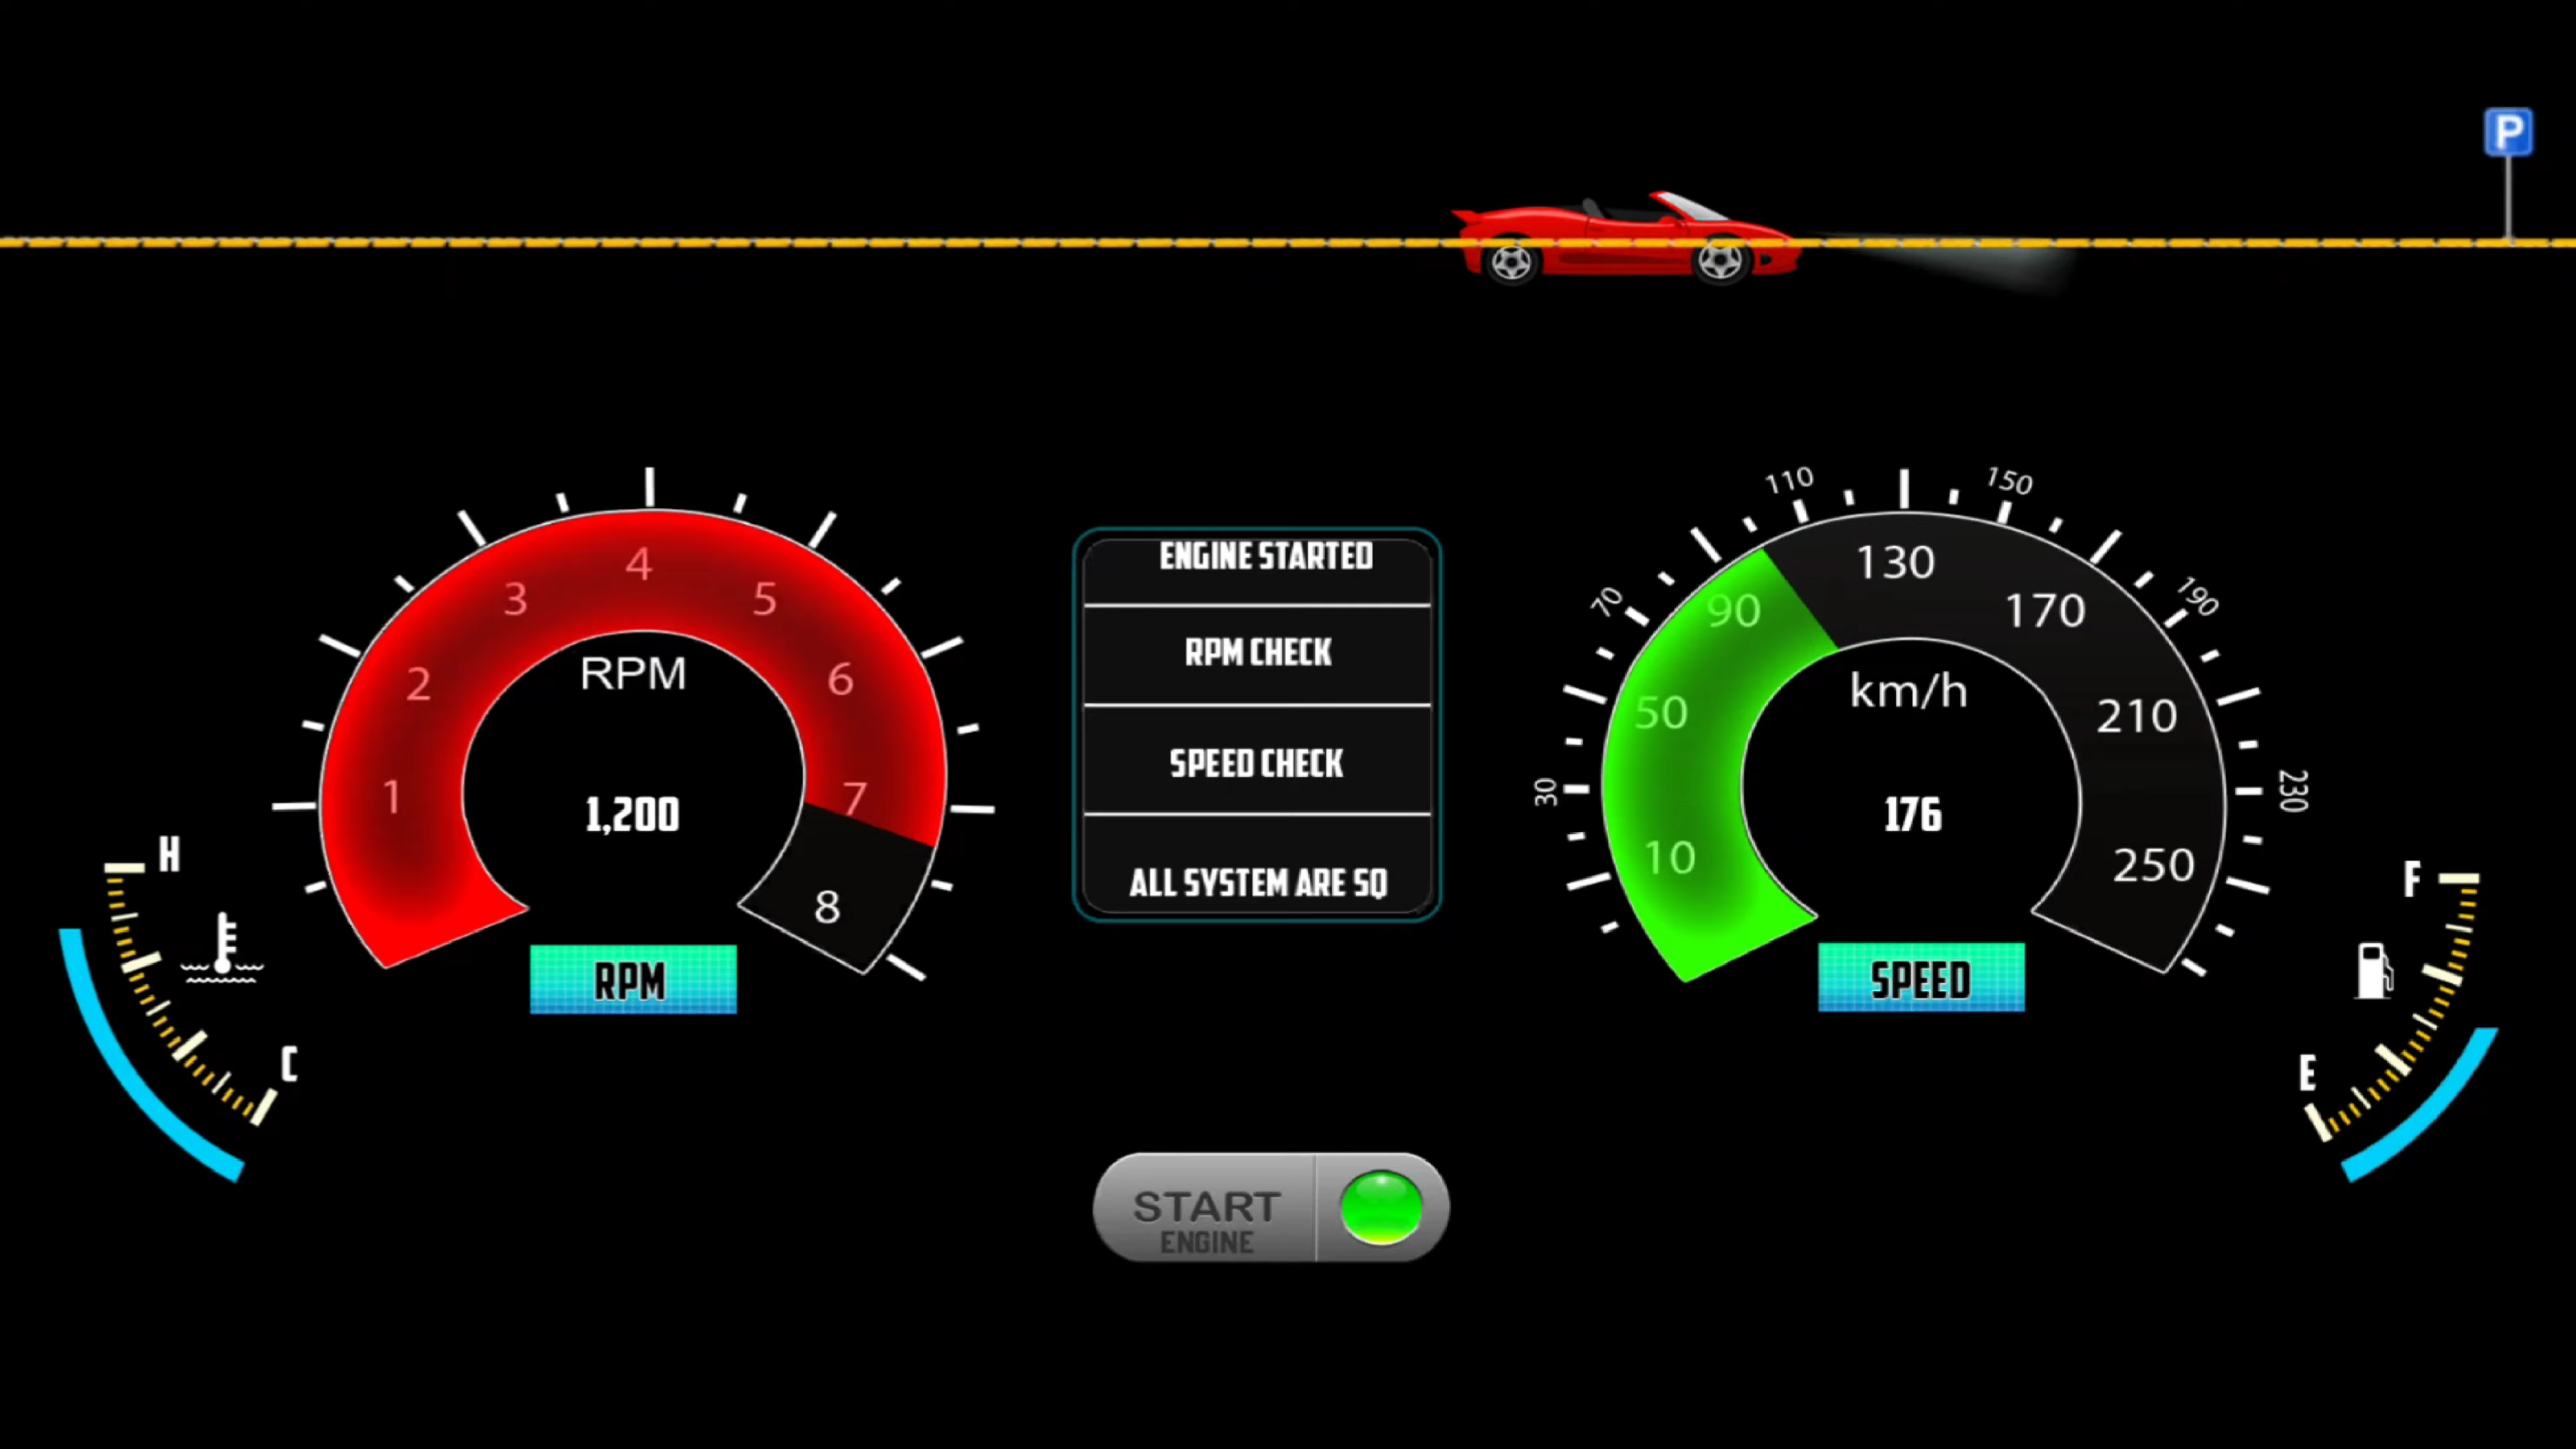 P
110
150
130
4
3
5
90
170
70
190
ENGINE STARTED
RPM CHECK
SPEED CHECK
ALL SYSTEM ARE SQ
2
RPM
6
50
km/h
210
1
1,200
7
30
176
230
H
8
10
250
F
RPM
SPEED
C
E
START
ENGINE